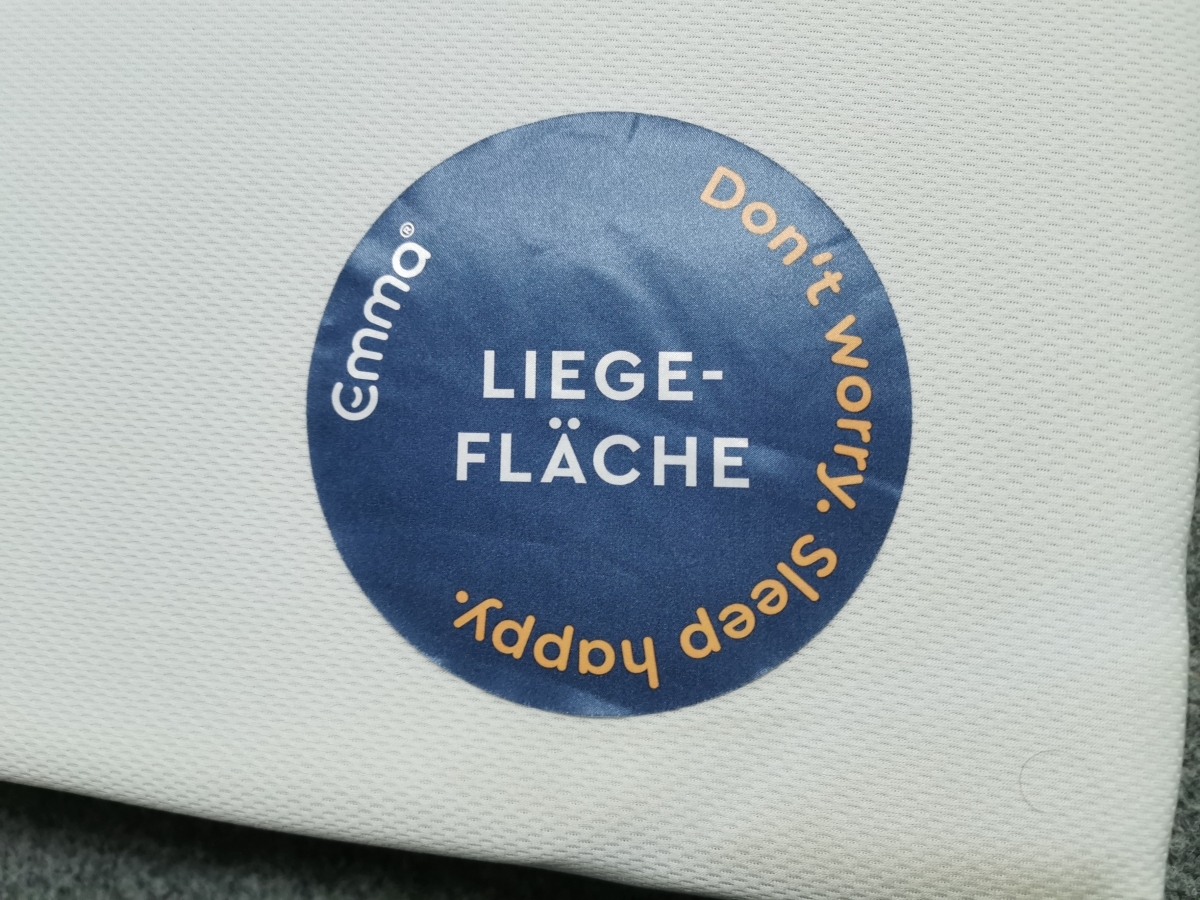 emma®
LIEGE-
FLÄCHE
Don't worry. Sleep happy.